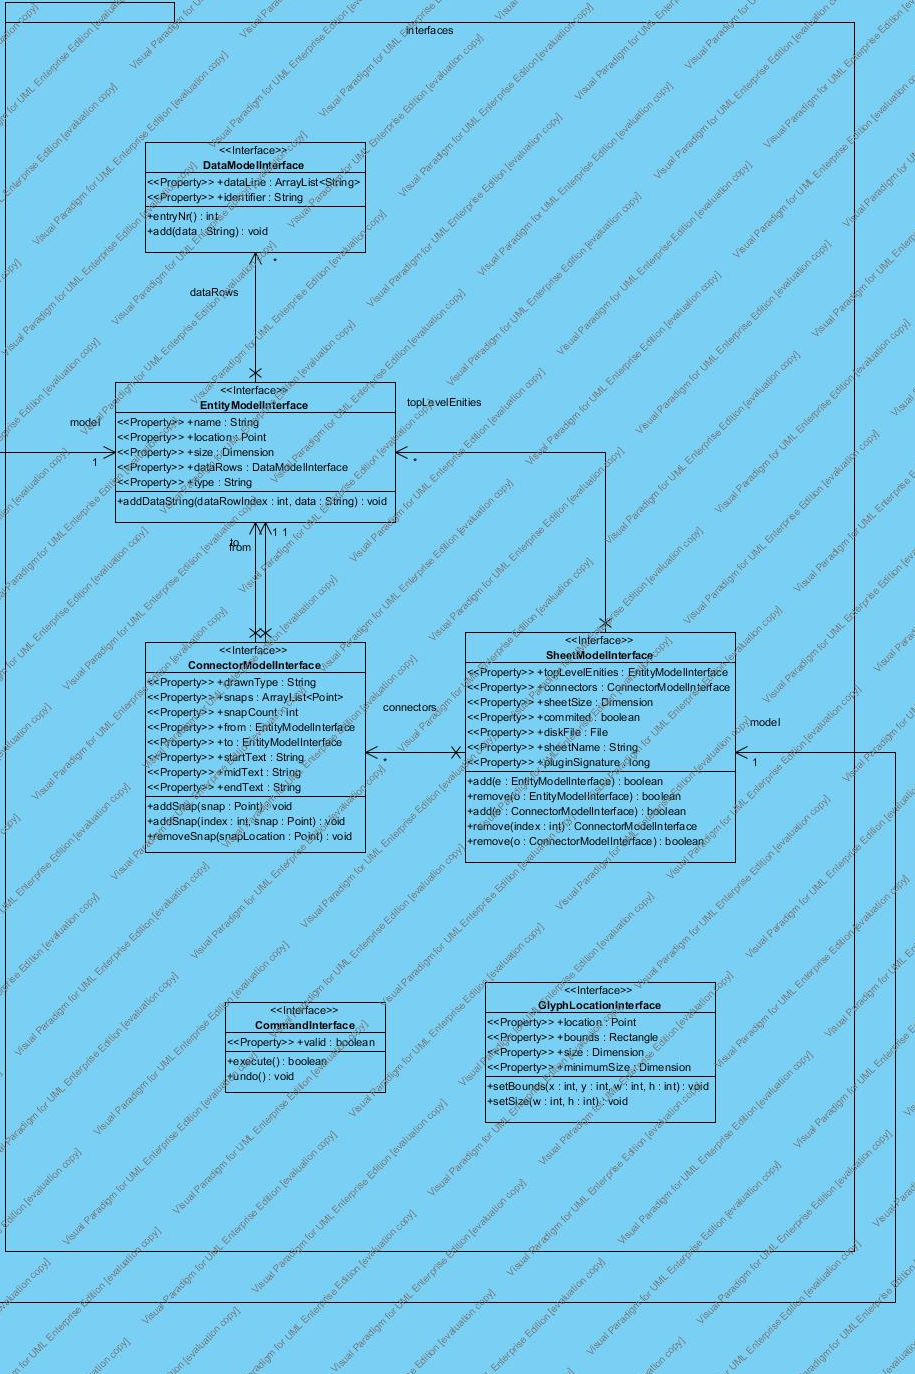 Interfaces
<<Interface>>
DataModelInterface
<<Property>> +dataLine : ArrayList<String>
<<Property>> +identifier : String
+entryNr() : int
+add(data : String) : void
*
dataRows
<<Interface>>
EntityModelInterface
<<Property>> +name : String
<<Property>> +location : Point
<<Property>> +size : Dimension
<<Property>> +dataRows : DataModelInterface
<<Property>> +type : String
+addDataString(dataRowIndex : int, data : String) : void
topLevelEnities
*
model
1
1 1
to
from
<<Interface>>
ConnectorModelInterface
<<Property>> +drawnType : String
<<Property>> +snaps : ArrayList<Point>
<<Property>> +snapCount : int
<<Property>> +from : EntityModelInterface
<<Property>> +to : EntityModelInterface
<<Property>> +startText : String
<<Property>> +midText : String
<<Property>> +endText : String
+addSnap(snap : Point) : void
+addSnap(index : int, snap : Point) : void
+removeSnap(snapLocation : Point) : void
connectors
*
<<Interface>>
SheetModelInterface
<<Property>> +topLevelEnities : EntityModelInterface
<<Property>> +connectors : ConnectorModelInterface
<<Property>> +sheetSize : Dimension
<<Property>> +commited : boolean
<<Property>> +diskFile : File
<<Property>> +sheetName : String
<<Property>> +pluginSignature : long
+add(e : EntityModelInterface) : boolean
+remove(o : EntityModelInterface) : boolean
+add(e : ConnectorModelInterface) : boolean
+remove(index : int) : ConnectorModelInterface
+remove(o : ConnectorModelInterface) : boolean
model
1
<<Interface>>
CommandInterface
<<Property>> +valid : boolean
+execute() : boolean
+undo() : void
<<Interface>>
GlyphLocationInterface
<<Property>> +location : Point
<<Property>> +bounds : Rectangle
<<Property>> +size : Dimension
<<Property>> +minimumSize : Dimension
+setBounds(x : int, y : int, w : int, h : int) : void
+setSize(w : int, h : int) : void
Visual Paradigm for UML Enterprise Edition [evaluation copy]